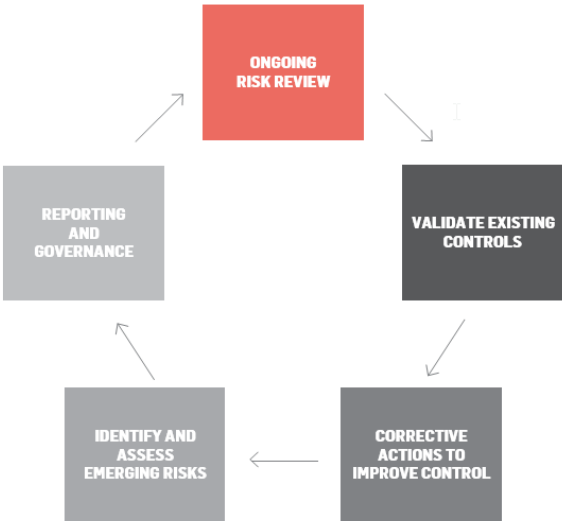 ONGOING
RISK REVIEW
VALIDATE EXISTING
CONTROLS
CORRECTIVE
ACTIONS TO
IMPROVE CONTROL
IDENTIFY AND
ASSESS
EMERGING RISKS
REPORTING
AND
GOVERNANCE